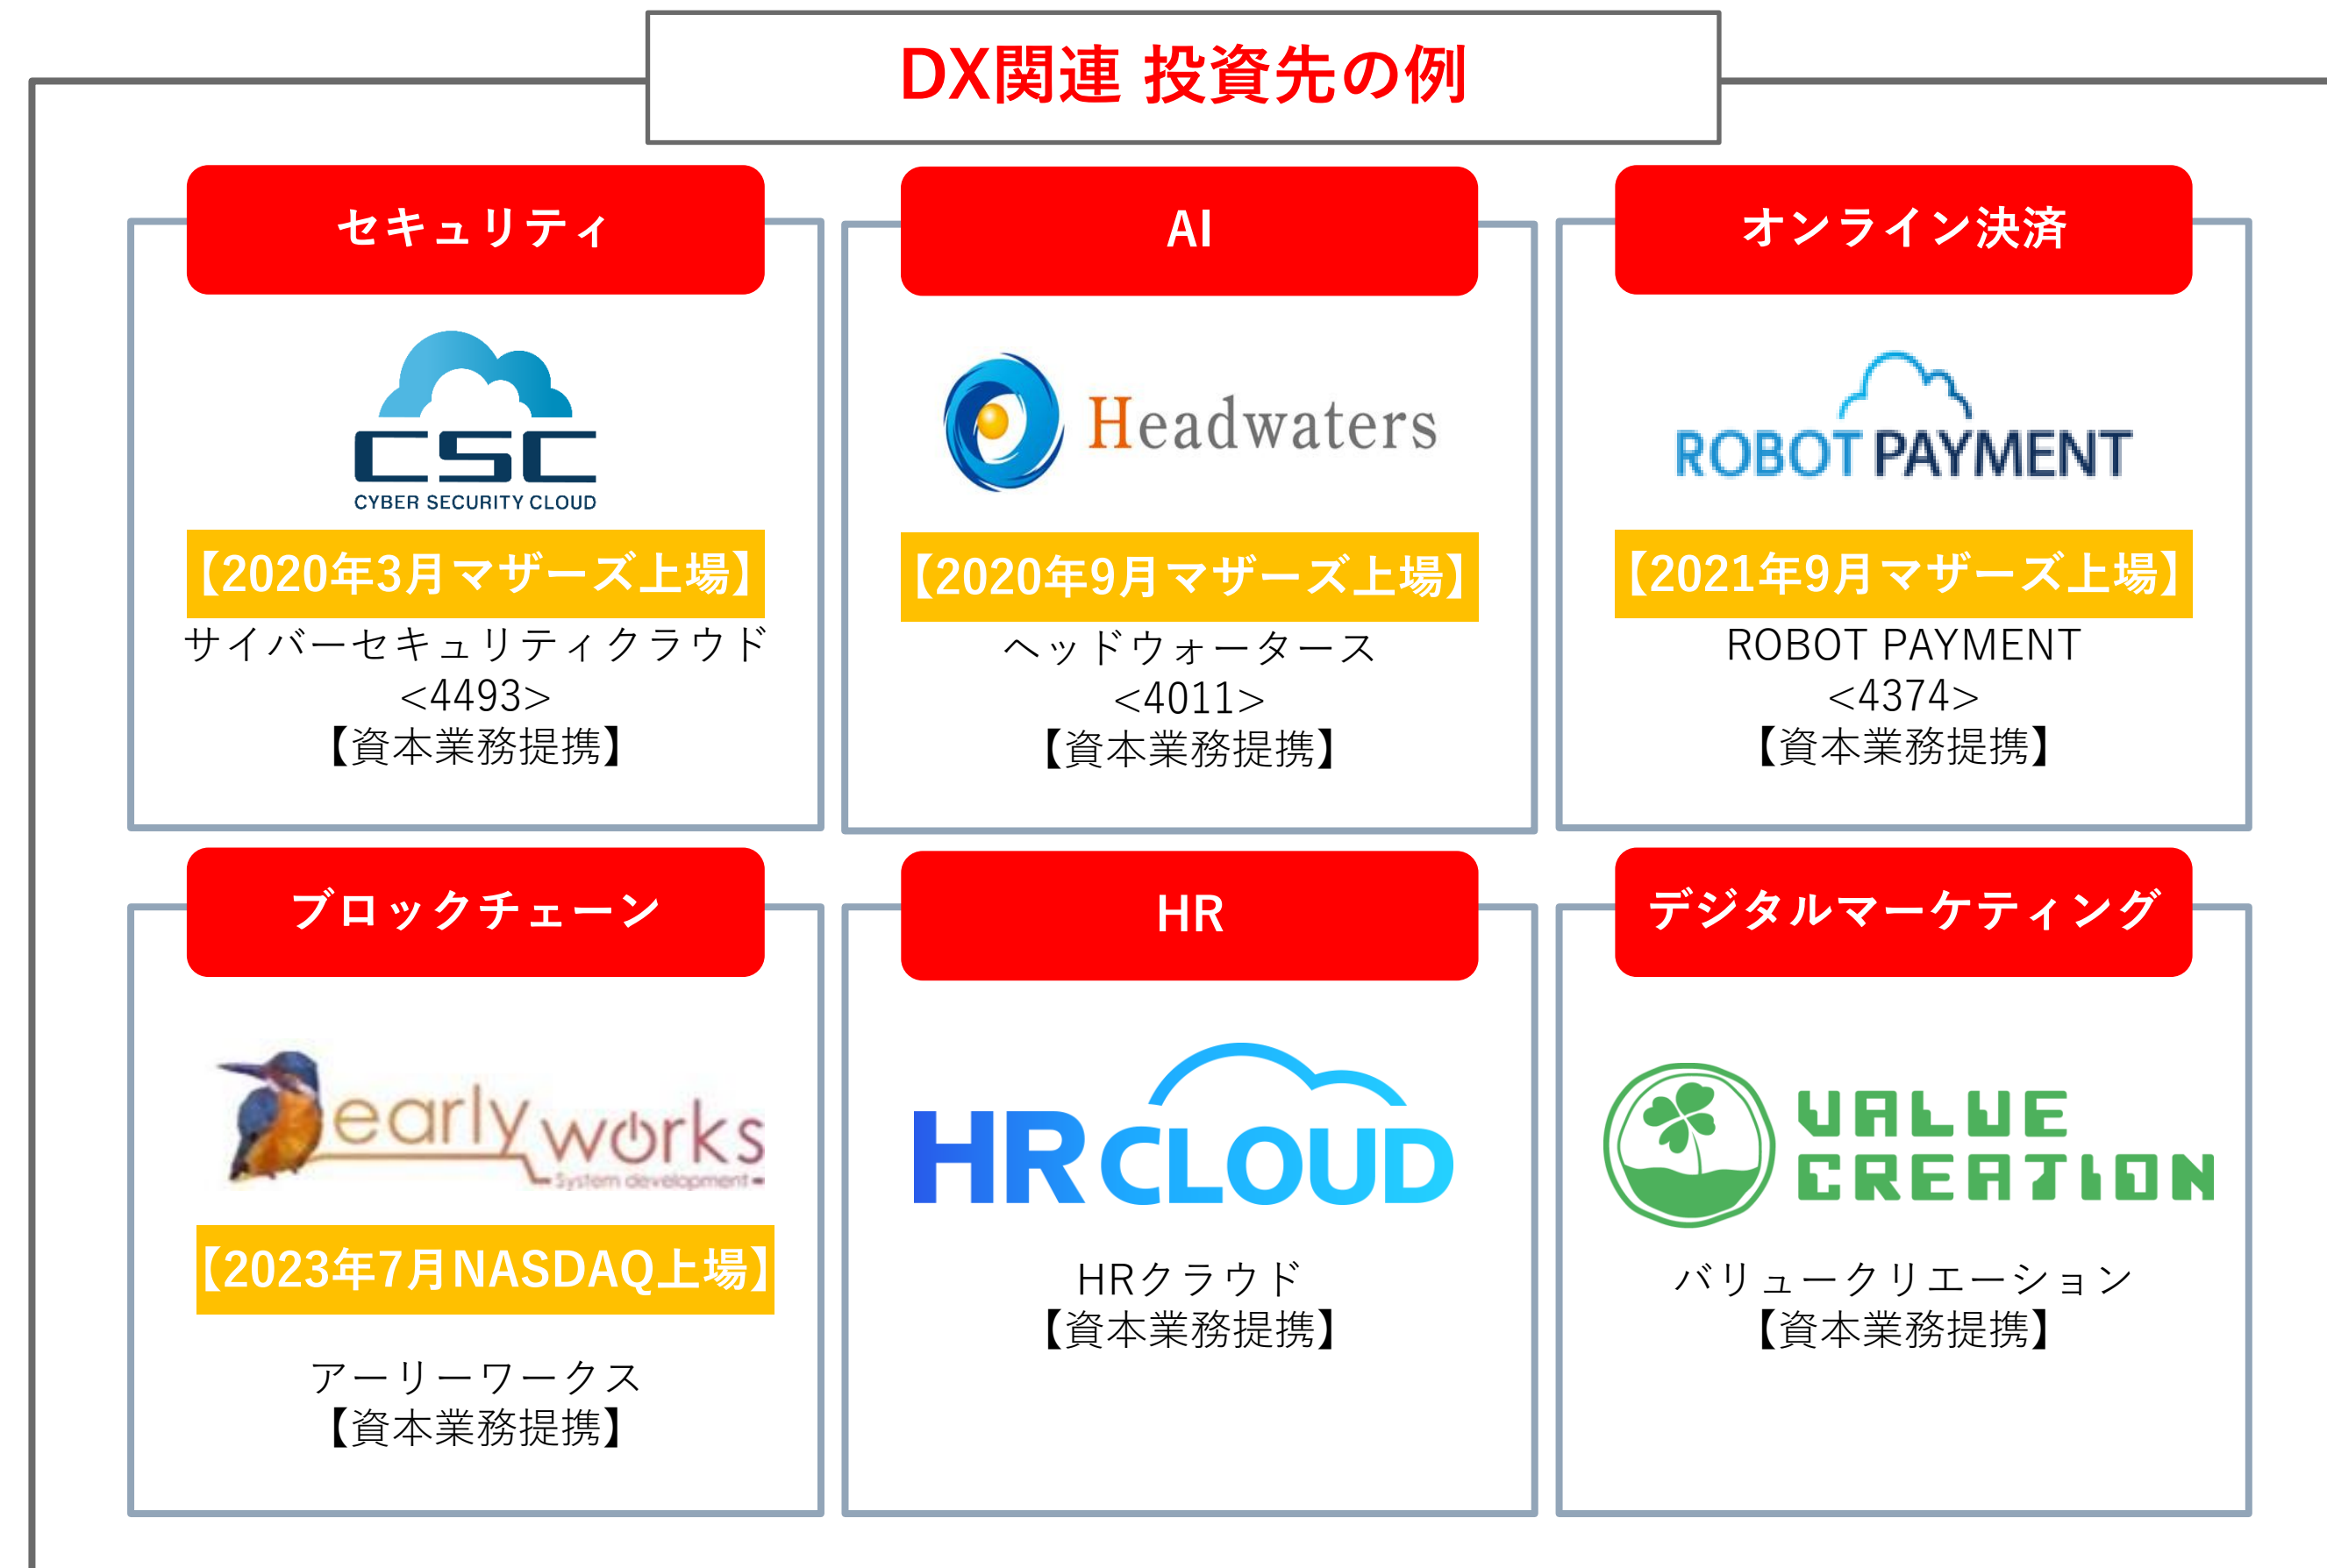 DX関連 投資先の例
セキュリティ
CSC
CYBER SECURITY CLOUD
【2020年3月マザーズ上場】
サイバーセキュリティクラウド
<4493>
【資本業務提携】
AI
Headwaters
【2020年9月マザーズ上場】
ヘッドウォータース
<4011>
【資本業務提携】
オンライン決済
ROBOT PAYMENT
【2021年9月マザーズ上場】
ROBOT PAYMENT
<4374>
【資本業務提携】
ブロックチェーン
early works
System development
【2023年7月NASDAQ上場】
アーリーワークス
【資本業務提携】
HR
HR CLOUD
HRクラウド
【資本業務提携】
デジタルマーケティング
VALUE
CREATION
バリュークリエーション
【資本業務提携】